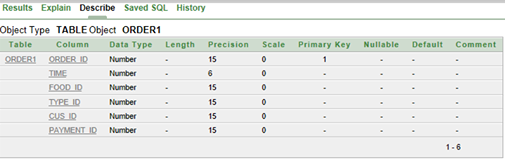 Results Explain Describe Saved SQL History
Object Type TABLE Object ORDER1
Table Column Data Type Length Precision Scale Primary Key Nullable Default Comment
ORDER1 ORDER_ID Number - 15 0 1 - - -
TIME Number - 6 0 - - - -
FOOD_ID Number - 15 0 - - - -
TYPE_ID Number - 15 0 - - - -
CUS_ID Number - 15 0 - - - -
PAYMENT_ID Number - 15 0 - - - -
1 - 6